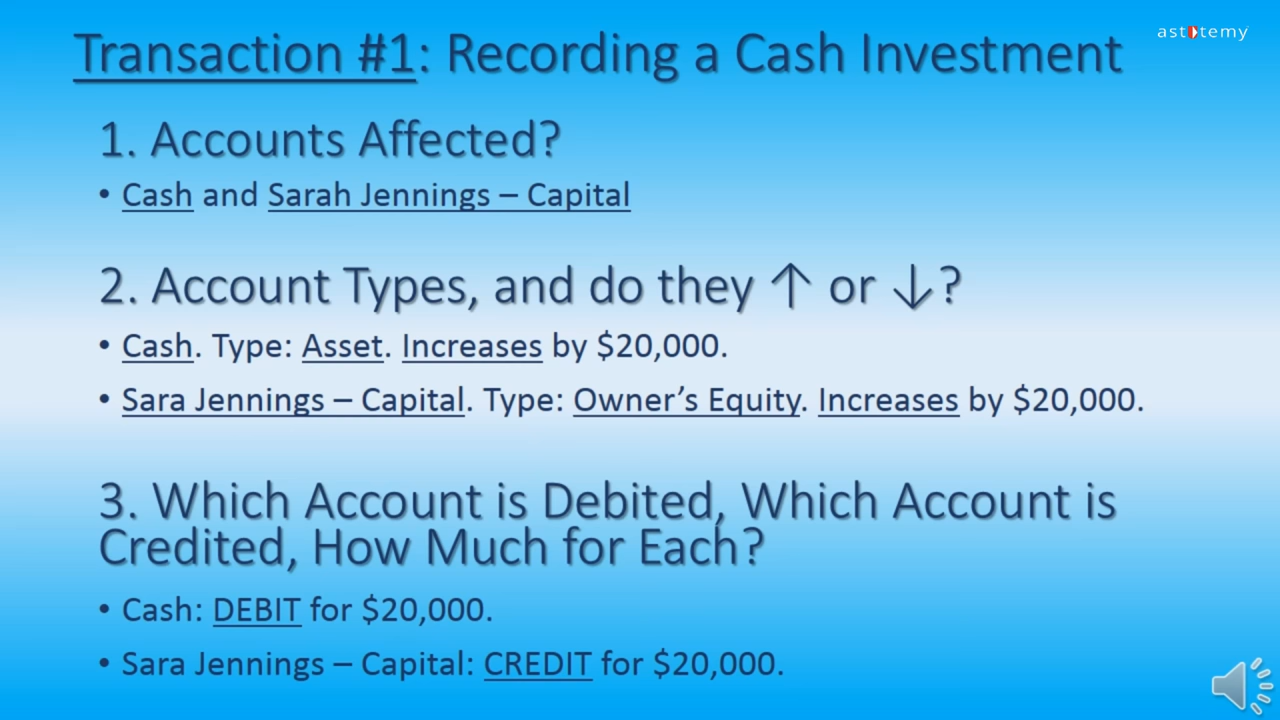 astotemy
Transaction #1: Recording a Cash Investment
1. Accounts Affected?
• Cash and Sarah Jennings – Capital
2. Account Types, and do they ↑ or ↓?
• Cash. Type: Asset. Increases by $20,000.
• Sara Jennings – Capital. Type: Owner’s Equity. Increases by $20,000.
3. Which Account is Debited, Which Account is
Credited, How Much for Each?
• Cash: DEBIT for $20,000.
• Sara Jennings – Capital: CREDIT for $20,000.